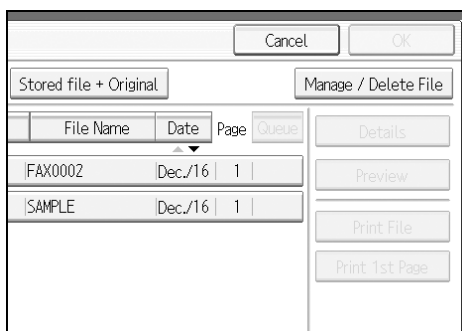 Cancel OK
Stored file + Original Manage / Delete File
File Name Date Page Queue Details
FAX0002 Dec./16 1 Preview
SAMPLE Dec./16 1
Print File
Print 1st Page